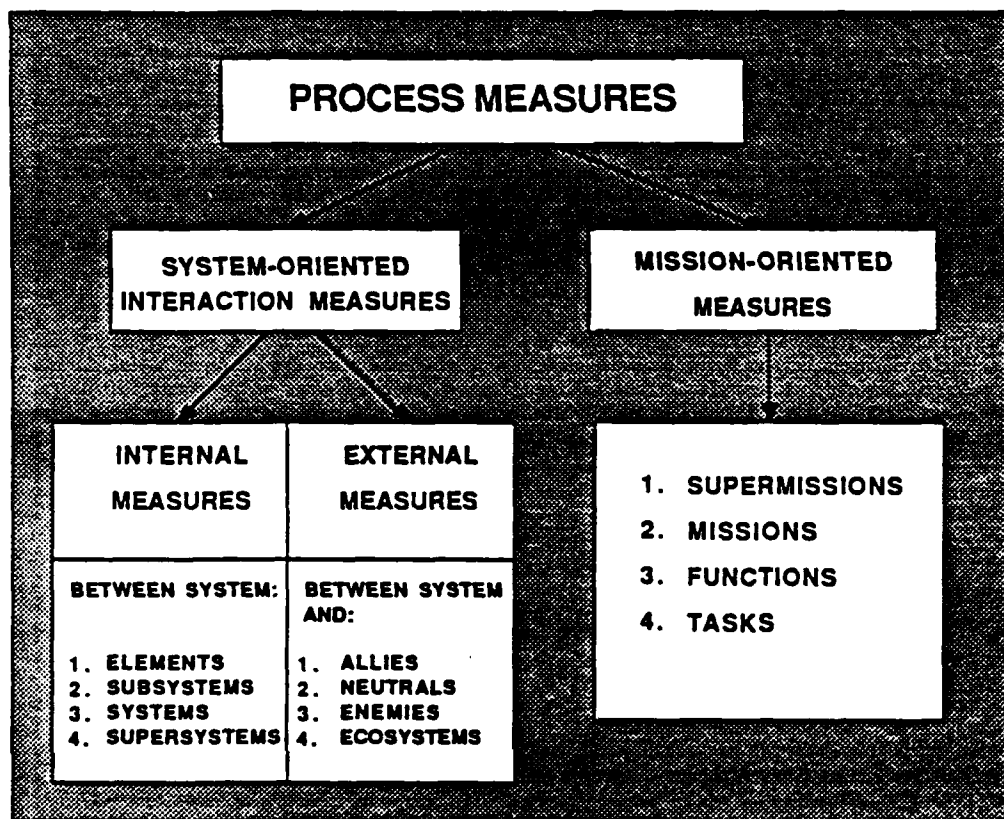 PROCESS MEASURES
SYSTEM-ORIENTED
INTERACTION MEASURES
MISSION-ORIENTED
MEASURES
INTERNAL
MEASURES
EXTERNAL
MEASURES
BETWEEN SYSTEM:
1. ELEMENTS
2. SUBSYSTEMS
3. SYSTEMS
4. SUPERSYSTEMS
BETWEEN SYSTEM
AND:
1. ALLIES
2. NEUTRALS
3. ENEMIES
4. ECOSYSTEMS
1. SUPERMISSIONS
2. MISSIONS
3. FUNCTIONS
4. TASKS